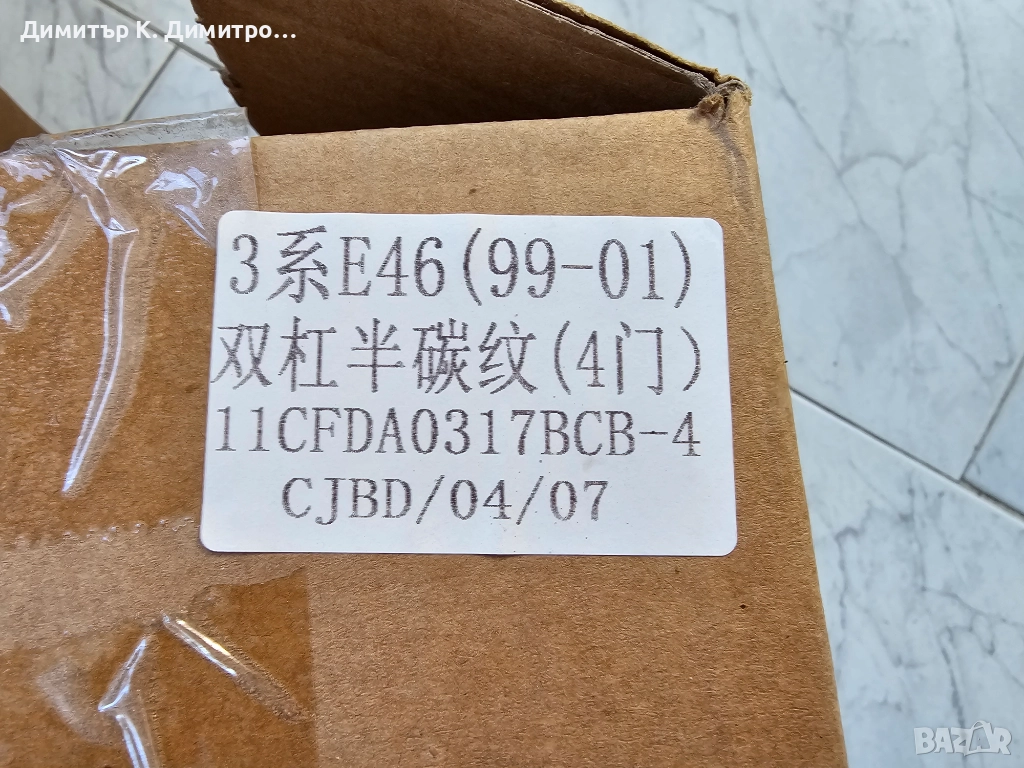 Димитър К. Димитро...
3系E46(99-01)
双杠半碳纹(4门)
11CFDA0317BCB-4
CJBD/04/07
BAZAR